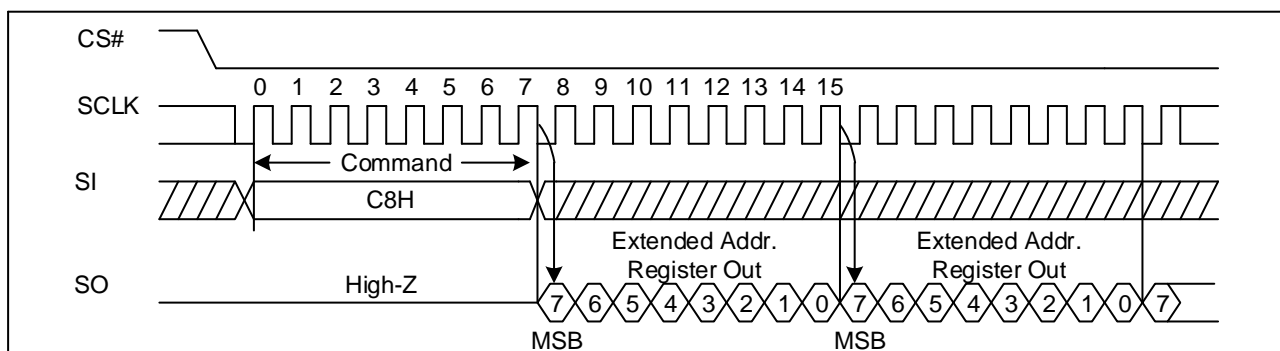 CS#
0 1 2 3 4 5 6 7 8 9 10 11 12 13 14 15
SCLK
Command
SI
C8H
Extended Addr. Extended Addr.
Register Out Register Out
SO
High-Z
7 6 5 4 3 2 1 0 7 6 5 4 3 2 1 0 7
MSB MSB